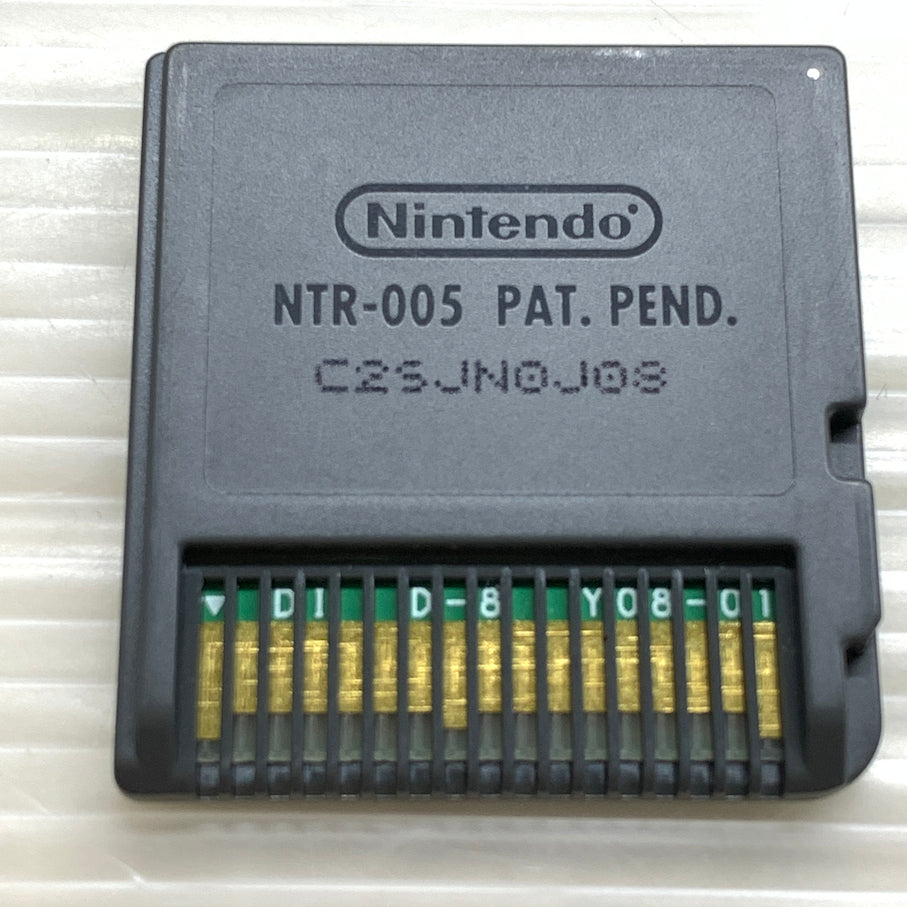 Nintendo
NTR-005 PAT. PEND.
C2SJN0J08
▼ DI D-8 Y08-01